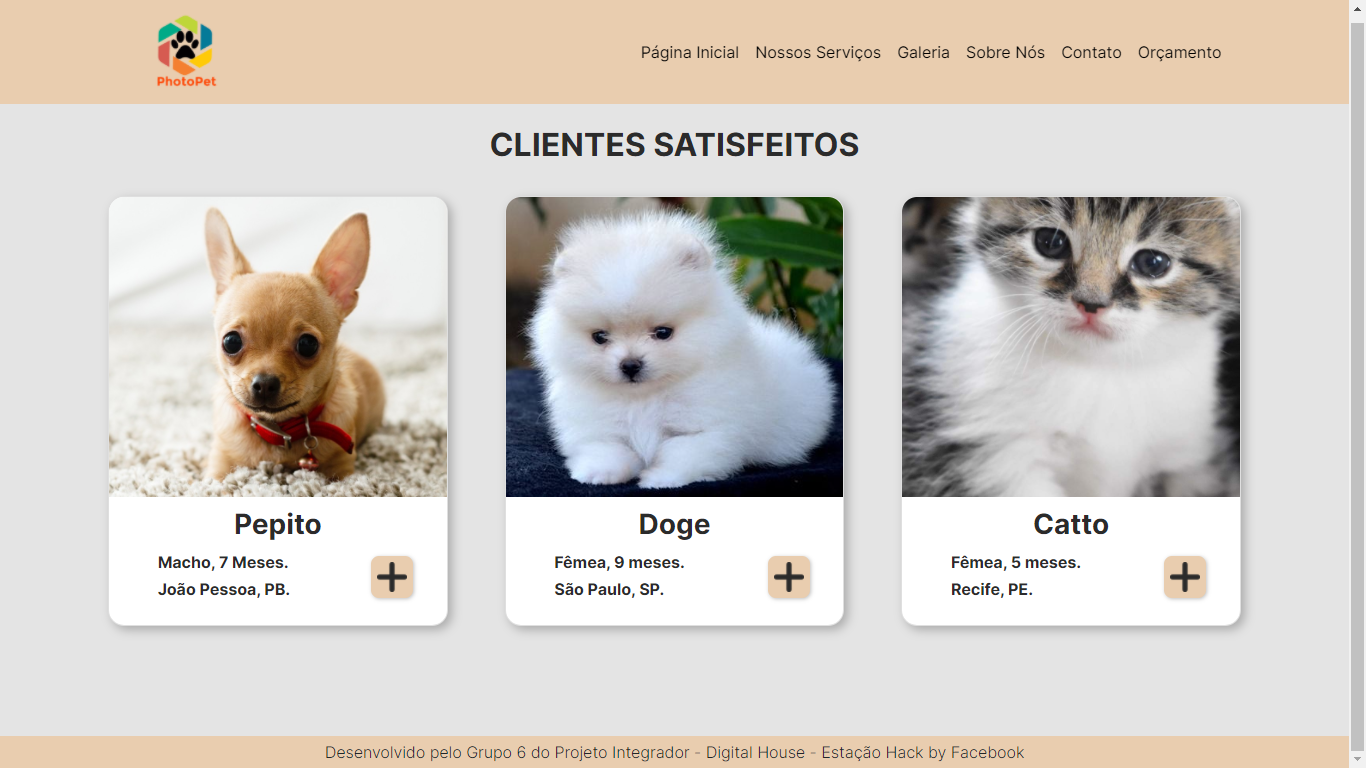 PhotoPet
Página Inicial Nossos Serviços Galeria Sobre Nós Contato Orçamento
CLIENTES SATISFEITOS
Pepito
Macho, 7 Meses.
João Pessoa, PB.
Doge
Fêmea, 9 meses.
São Paulo, SP.
Catto
Fêmea, 5 meses.
Recife, PE.
Desenvolvido pelo Grupo 6 do Projeto Integrador - Digital House - Estação Hack by Facebook